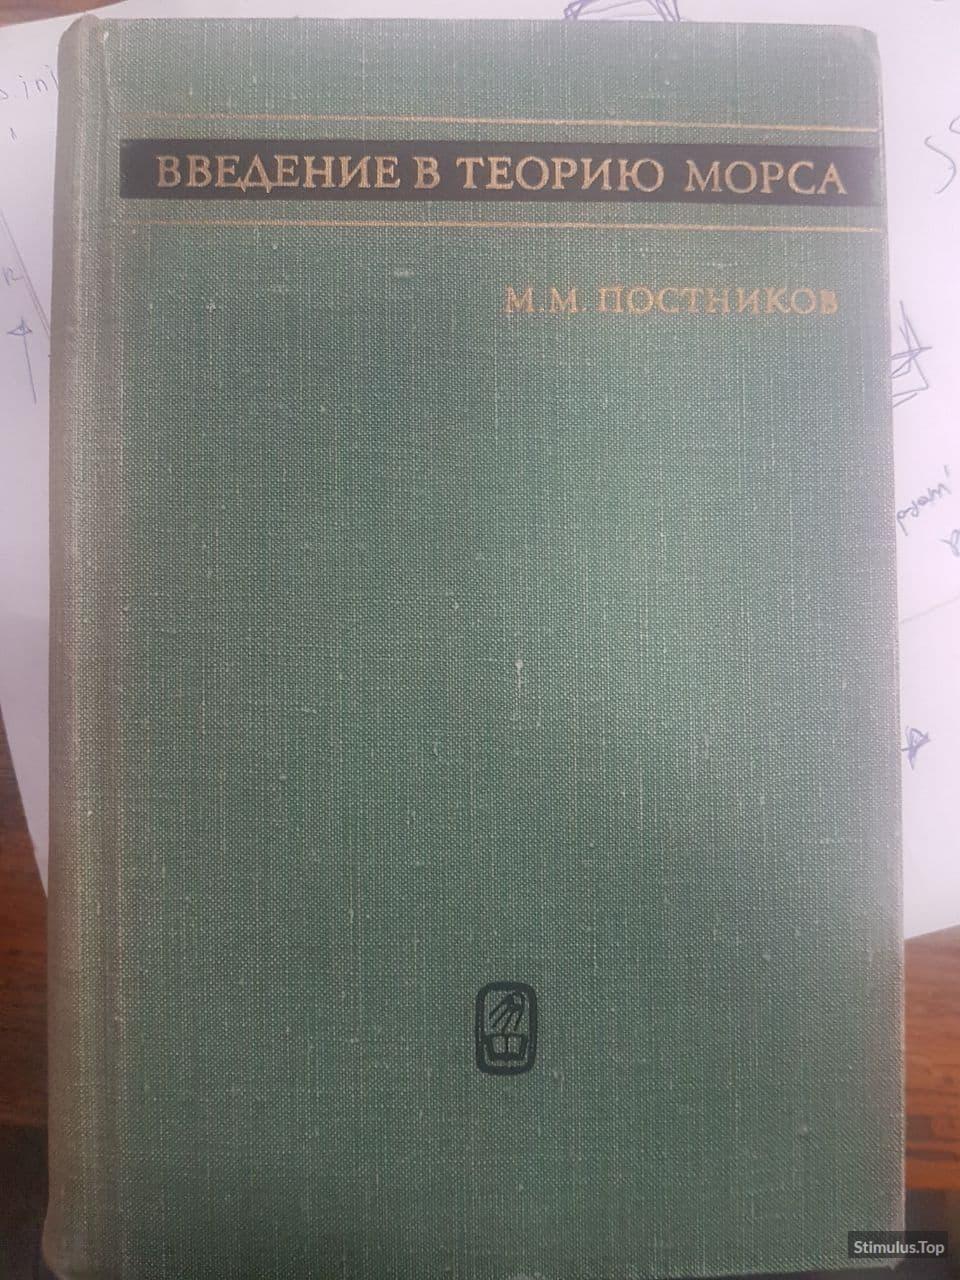 ВВЕДЕНИЕ В ТЕОРИЮ МОРСА
М.М. ПОСТНИКОВ
Stimulus.Top